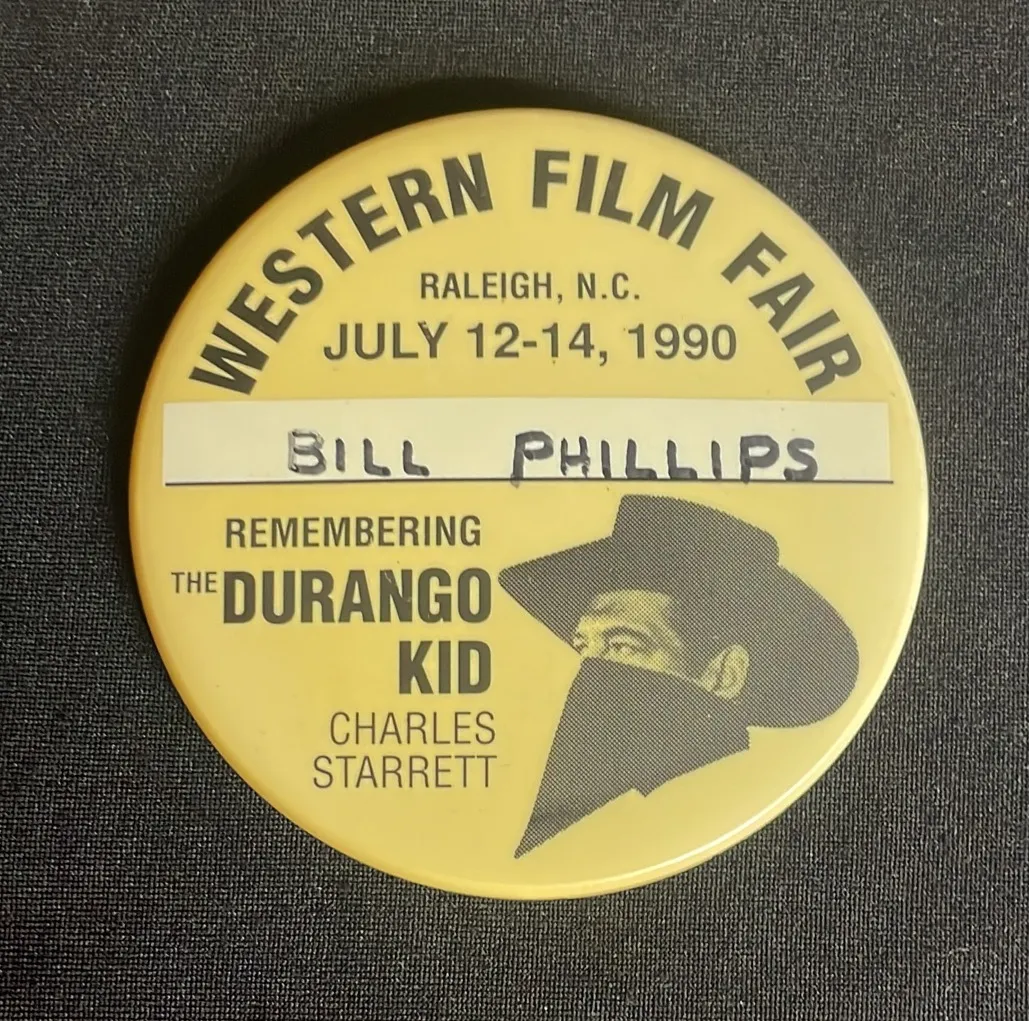 WESTERN FILM FAIR
RALEIGH, N.C.
JULY 12-14, 1990
BILL PHILLIPS
REMEMBERING
THE DURANGO
KID
CHARLES
STARRETT